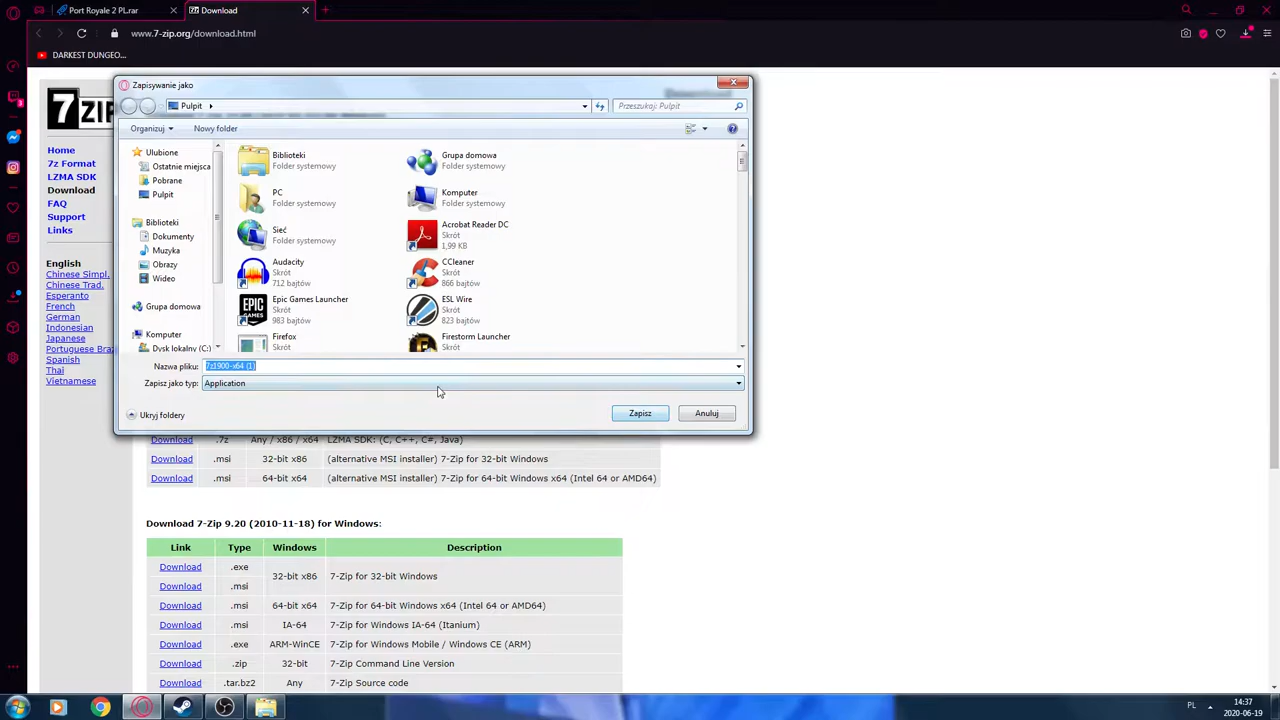 Port Royale 2 PL.rar
Download
www.7-zip.org/download.html
DARKEST DUNGEO...
Zapisywanie jako
Pulpit
Przeszukaj: Pulpit
Organizuj
Nowy folder
7ZIP
Home
7z Format
LZMA SDK
Download
FAQ
Support
Links
English
Chinese Simpl.
Chinese Trad.
Esperanto
French
German
Indonesian
Japanese
Portuguese Braz
Spanish
Thai
Vietnamese
Ulubione
Ostatnie miejsca
Pobrane
Pulpit
Biblioteki
Dokumenty
Muzyka
Obrazy
Video
Grupa domowa
Komputer
Dysk lokalny (C:)
Biblioteki
Folder systemowy
Grupa domowa
Folder systemowy
PC
Folder systemowy
Komputer
Folder systemowy
Sieć
Folder systemowy
Acrobat Reader DC
Skrót
1,99 KB
Audacity
Skrót
712 bajtów
CCleaner
Skrót
866 bajtów
Epic Games Launcher
Skrót
983 bajtów
ESL Wire
Skrót
823 bajtów
Firefox
Skrót
Firestorm Launcher
Skrót
Nazwa pliku: 7z1900-x64 (1)
Zapisz jako typ: Application
Ukryj foldery
Zapisz
Anuluj
Download .7z Any / x86 / x64 LZMA SDK: (C, C++, C#, Java)
Download .msi 32-bit x86 (alternative MSI installer) 7-Zip for 32-bit Windows
Download .msi 64-bit x64 (alternative MSI installer) 7-Zip for 64-bit Windows x64 (Intel 64 or AMD64)
Download 7-Zip 9.20 (2010-11-18) for Windows:
Link Type Windows Description
Download .exe 32-bit x86 7-Zip for 32-bit Windows
Download .msi
Download .msi 64-bit x64 7-Zip for 64-bit Windows x64 (Intel 64 or AMD64)
Download .msi IA-64 7-Zip for Windows IA-64 (Itanium)
Download .exe ARM-WinCE 7-Zip for Windows Mobile / Windows CE (ARM)
Download .zip 32-bit 7-Zip Command Line Version
Download .tar.bz2 Any 7-Zip Source code
PL
14:37
2020-06-19